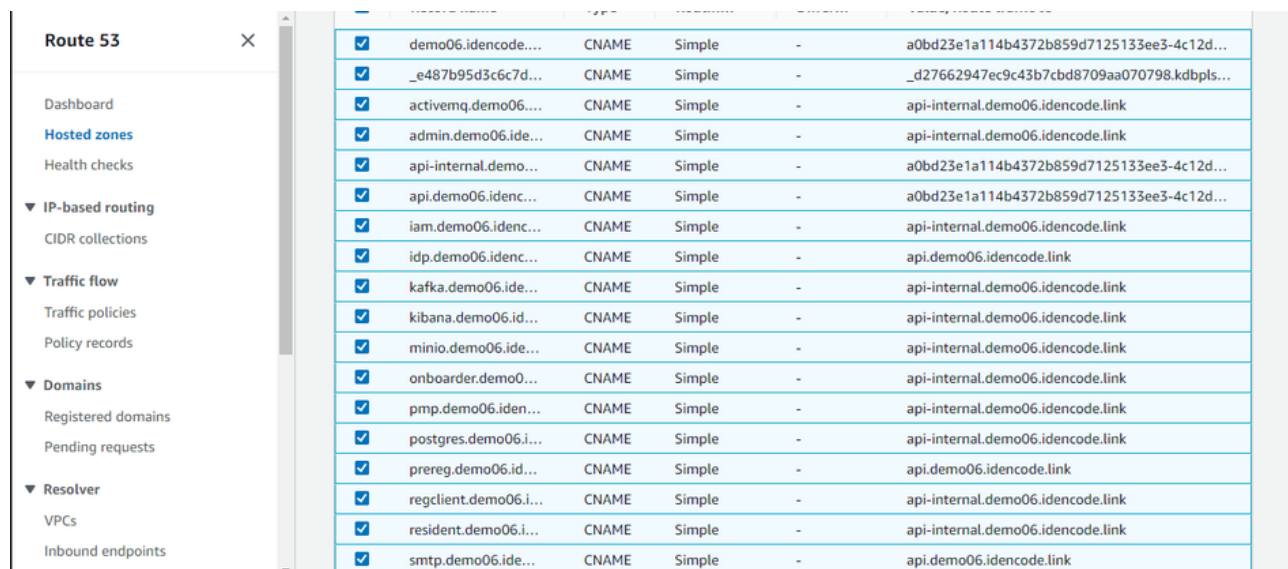 Route 53
Dashboard
Hosted zones
Health checks
IP-based routing
CIDR collections
Traffic flow
Traffic policies
Policy records
Domains
Registered domains
Pending requests
Resolver
VPCs
Inbound endpoints
demo06.idencode.... CNAME Simple - a0bd23e1a114b4372b859d7125133ee3-4c12d...
_e487b95d3c6c7d... CNAME Simple - _d27662947ec9c43b7cbd8709aa070798.kdbpls...
activemq.demo06.... CNAME Simple - api-internal.demo06.idencode.link
admin.demo06.ide... CNAME Simple - api-internal.demo06.idencode.link
api-internal.demo... CNAME Simple - a0bd23e1a114b4372b859d7125133ee3-4c12d...
api.demo06.idenc... CNAME Simple - a0bd23e1a114b4372b859d7125133ee3-4c12d...
iam.demo06.idenc... CNAME Simple - api-internal.demo06.idencode.link
idp.demo06.idenc... CNAME Simple - api.demo06.idencode.link
kafka.demo06.ide... CNAME Simple - api-internal.demo06.idencode.link
kibana.demo06.id... CNAME Simple - api-internal.demo06.idencode.link
minio.demo06.ide... CNAME Simple - api-internal.demo06.idencode.link
onboarder.demo0... CNAME Simple - api-internal.demo06.idencode.link
pmp.demo06.iden... CNAME Simple - api-internal.demo06.idencode.link
postgres.demo06.i... CNAME Simple - api-internal.demo06.idencode.link
prereg.demo06.id... CNAME Simple - api.demo06.idencode.link
regclient.demo06.i... CNAME Simple - api-internal.demo06.idencode.link
resident.demo06.i... CNAME Simple - api-internal.demo06.idencode.link
smtp.demo06.ide... CNAME Simple - api.demo06.idencode.link